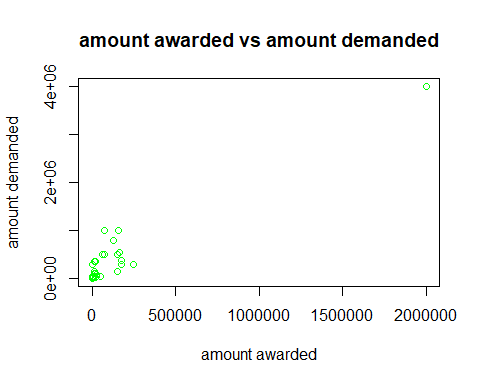 amount awarded vs amount demanded
amount demanded
4e+06
2e+06
0e+00
0 500000 1000000 1500000 2000000
amount awarded